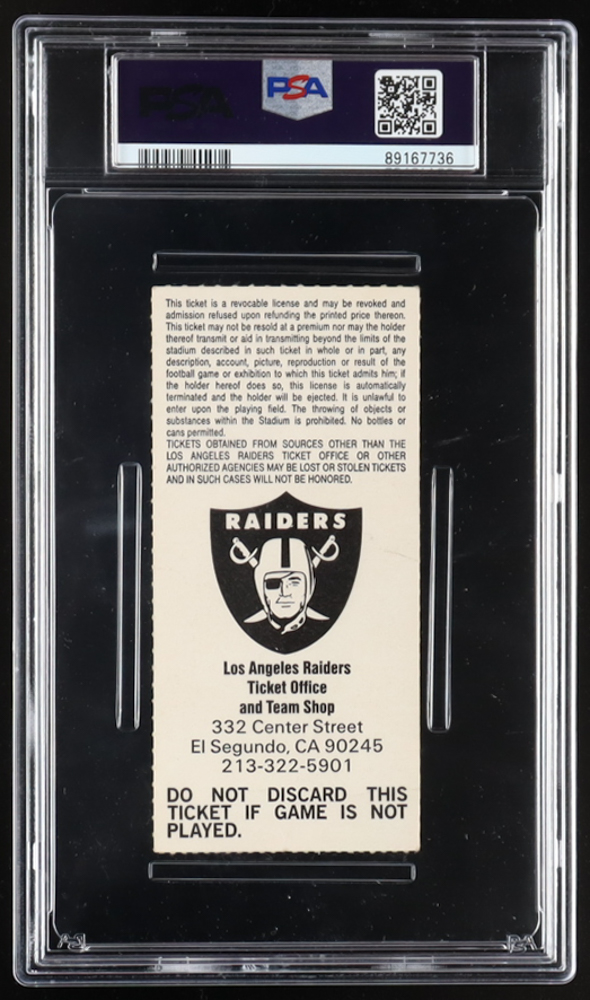 PSA
PSA
89167736
This ticket is a revocable license and may be revoked and
admission refused upon refunding the printed price thereon.
This ticket may not be resold at a premium nor may the holder
thereof transmit or aid in transmitting beyond the limits of the
stadium described in such ticket in whole or in part, any
description, account, picture, reproduction or result of the
football game or exhibition to which this ticket admits him; if
the holder hereof does so, this license is automatically
terminated and the holder will be ejected. It is unlawful to
enter upon the playing field. The throwing of objects or
substances within the Stadium is prohibited. No bottles or
cans permitted.
TICKETS OBTAINED FROM SOURCES OTHER THAN THE
LOS ANGELES RAIDERS TICKET OFFICE OR OTHER
AUTHORIZED AGENCIES MAY BE LOST OR STOLEN TICKETS
AND IN SUCH CASES WILL NOT BE HONORED.
RAIDERS
Los Angeles Raiders
Ticket Office
and Team Shop
332 Center Street
El Segundo, CA 90245
213-322-5901
DO NOT DISCARD THIS
TICKET IF GAME IS NOT
PLAYED.